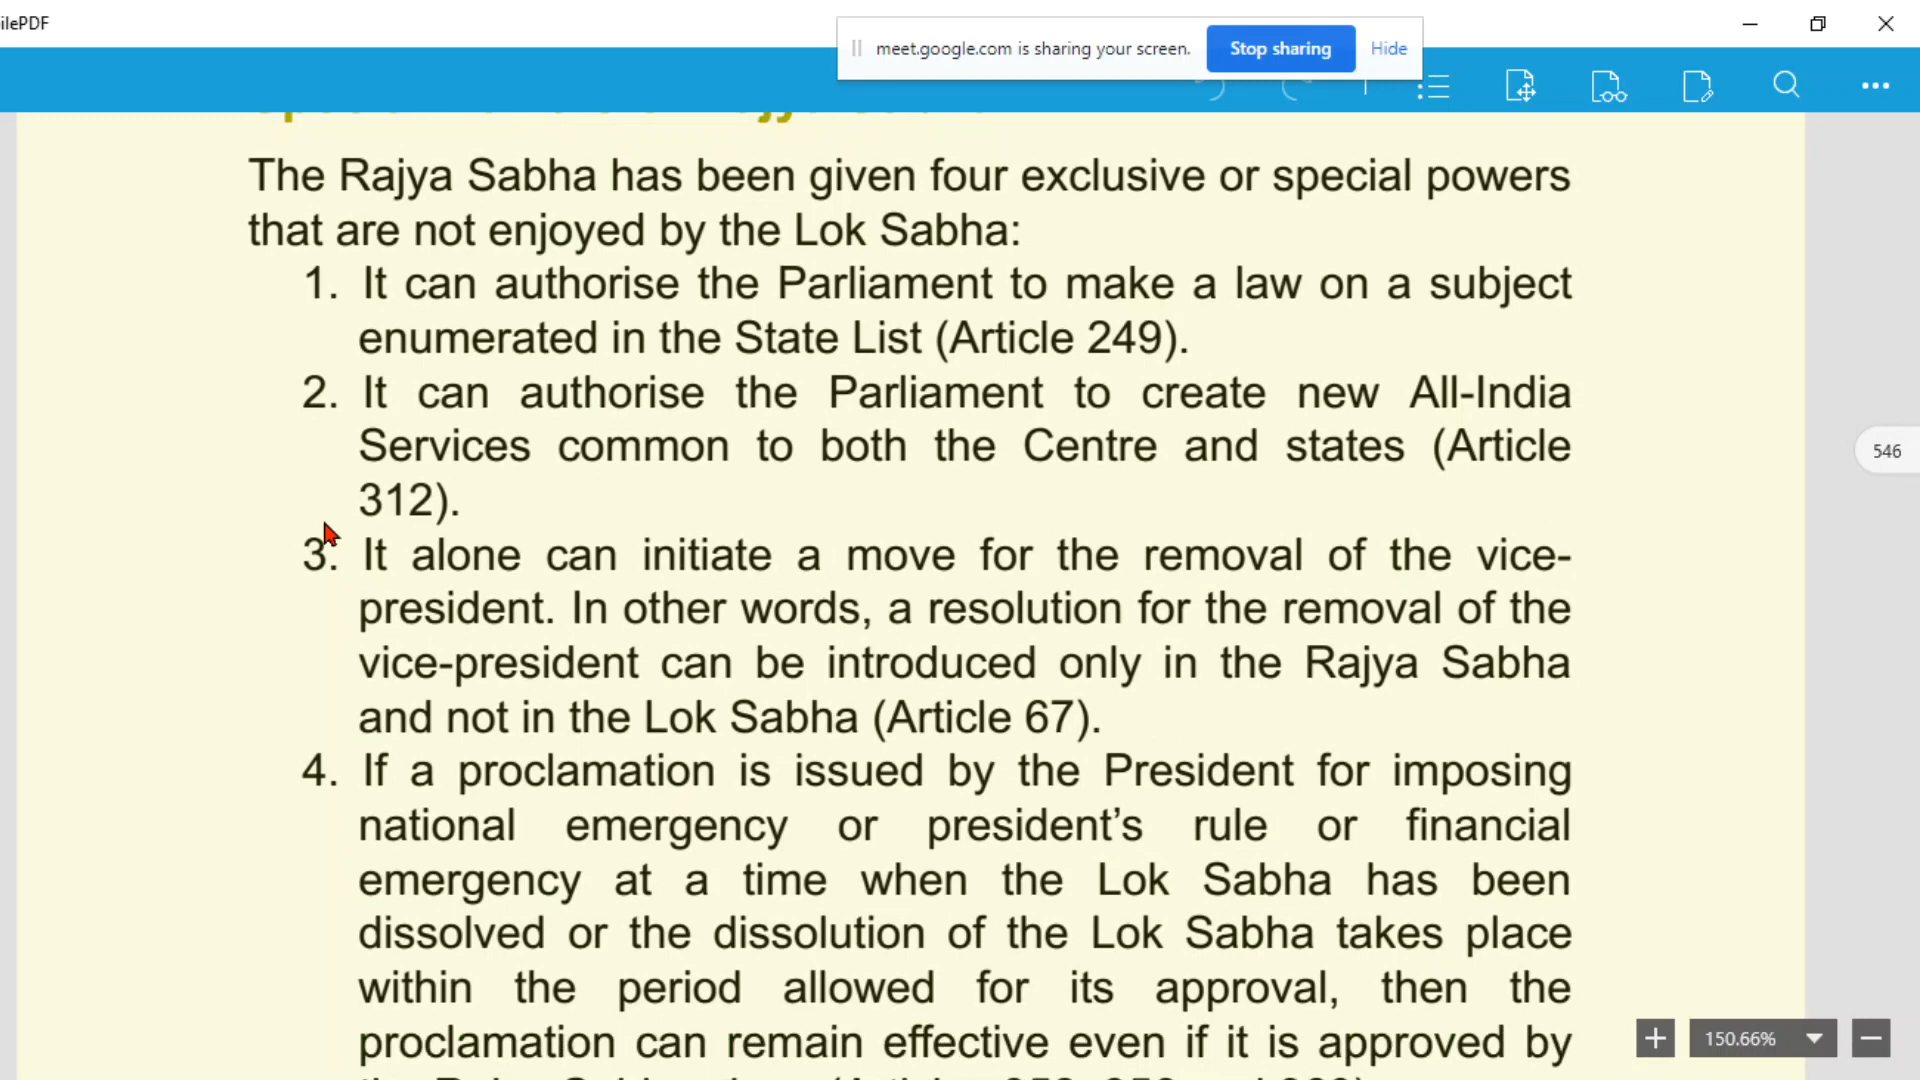 ilePDF
meet.google.com is sharing your screen. Stop sharing Hide
The Rajya Sabha has been given four exclusive or special powers
that are not enjoyed by the Lok Sabha:
1. It can authorise the Parliament to make a law on a subject
enumerated in the State List (Article 249).
2. It can authorise the Parliament to create new All-India
Services common to both the Centre and states (Article
312).
546
3. It alone can initiate a move for the removal of the vice-
president. In other words, a resolution for the removal of the
vice-president can be introduced only in the Rajya Sabha
and not in the Lok Sabha (Article 67).
4. If a proclamation is issued by the President for imposing
national emergency or president’s rule or financial
emergency at a time when the Lok Sabha has been
dissolved or the dissolution of the Lok Sabha takes place
within the period allowed for its approval, then the
proclamation can remain effective even if it is approved by
150.66%